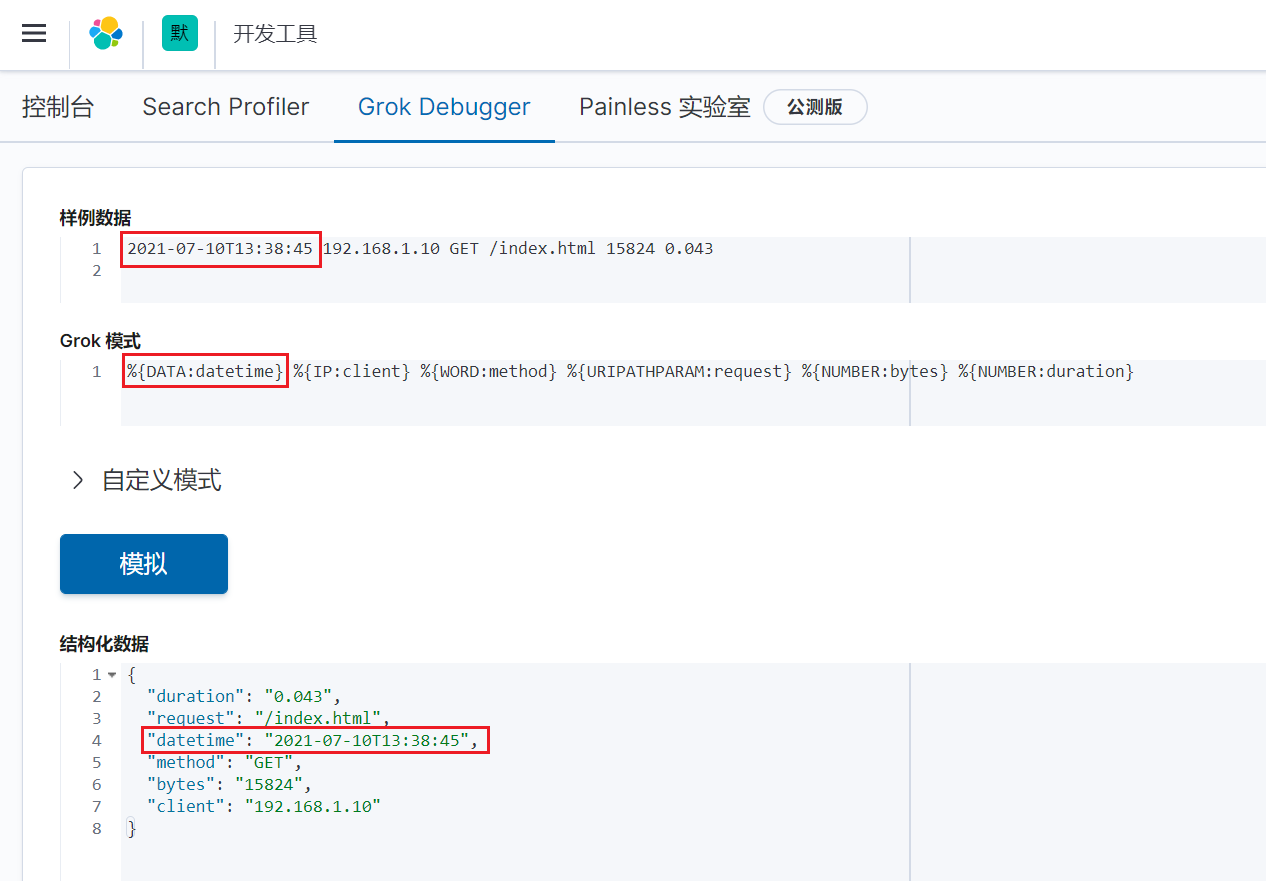 默 开发工具
控制台 Search Profiler Grok Debugger Painless 实验室 公测版
样例数据
1 2021-07-10T13:38:45 192.168.1.10 GET /index.html 15824 0.043
2
Grok 模式
1 %{DATA:datetime} %{IP:client} %{WORD:method} %{URIPATHPARAM:request} %{NUMBER:bytes} %{NUMBER:duration}
自定义模式
模拟
结构化数据
1 {
2 "duration": "0.043",
3 "request": "/index.html",
4 "datetime": "2021-07-10T13:38:45",
5 "method": "GET",
6 "bytes": "15824",
7 "client": "192.168.1.10"
8 }